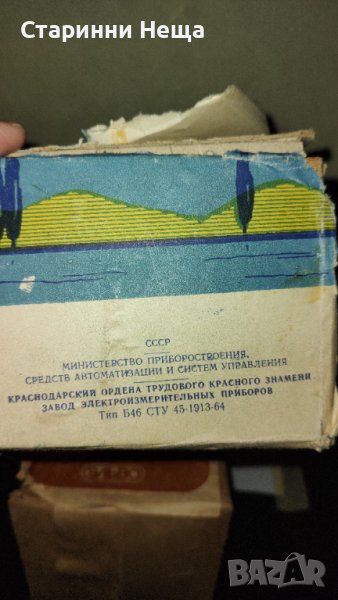 Старинни Неща
СССР
МИНИСТЕРСТВО ПРИБОРОСТРОЕНИЯ,
СРЕДСТВ АВТОМАТИЗАЦИИ И СИСТЕМ УПРАВЛЕНИЯ
КРАСНОДАРСКИЙ ОРДЕНА ТРУДОВОГО КРАСНОГО ЗНАМЕНИ
ЗАВОД ЭЛЕКТРОИЗМЕРИТЕЛЬНЫХ ПРИБОРОВ
Тип Б46 СТУ 45-1913-64
BAZAR